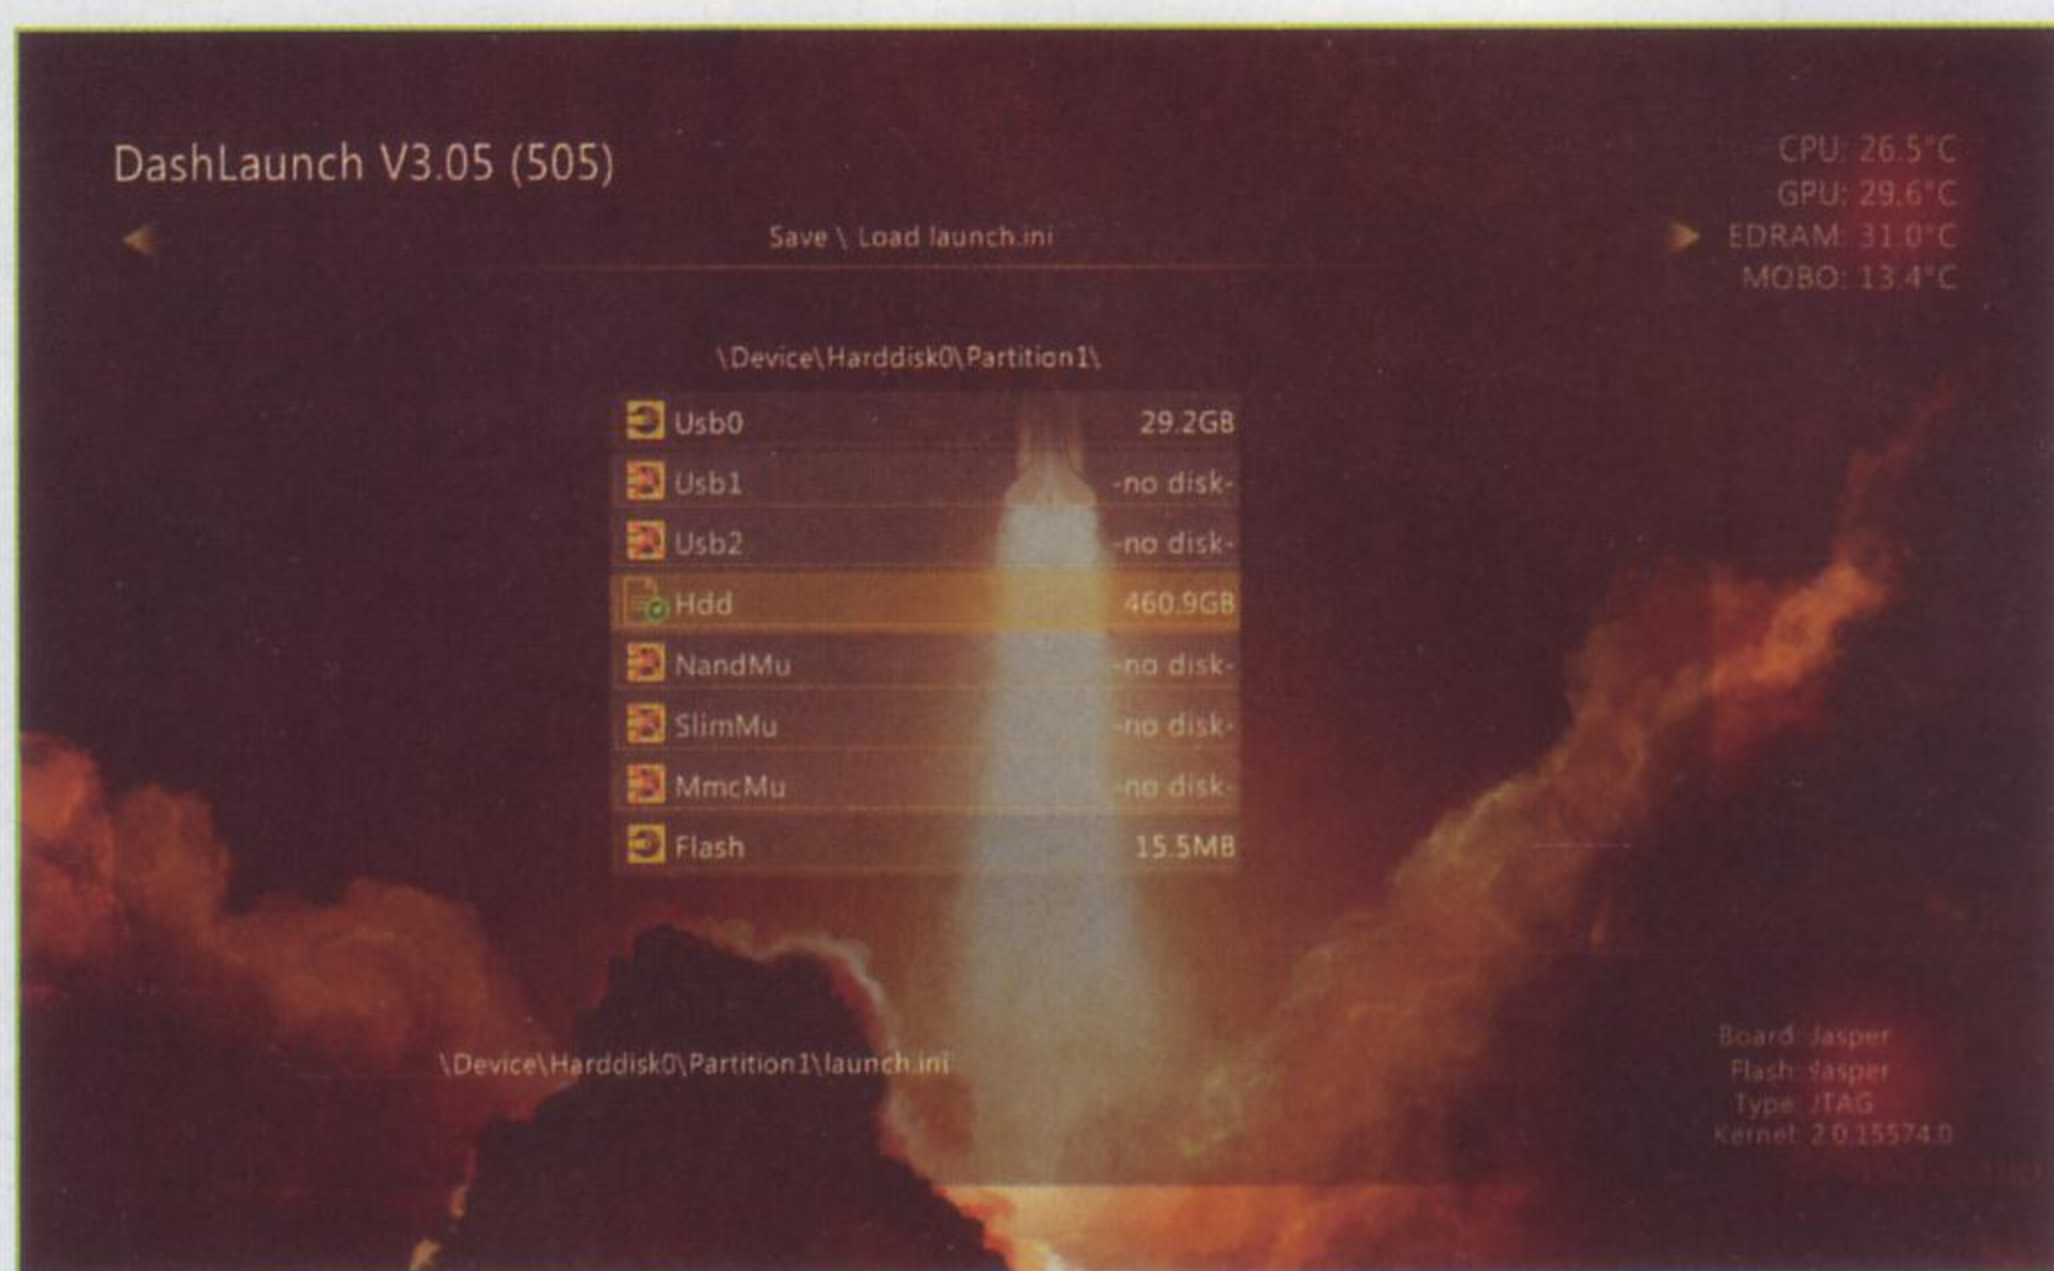 DashLaunch V3.05 (505)
CPU: 26.5°C
GPU: 29.6°C
EDRAM: 31.0°C
MOBO: 13.4°C
Save \ Load launch.ini
\Device\Harddisk0\Partition1\
Usb0 29.2GB
Usb1 -no disk-
Usb2 -no disk-
Hdd 460.9GB
NandMu -no disk-
SlimMu -no disk-
MmcMu -no disk-
Flash 15.5MB
\Device\Harddisk0\Partition1\launch.ini
Board: Jasper
Flash: Jasper
Type: JTAG
Kernel: 2.0.15574.0